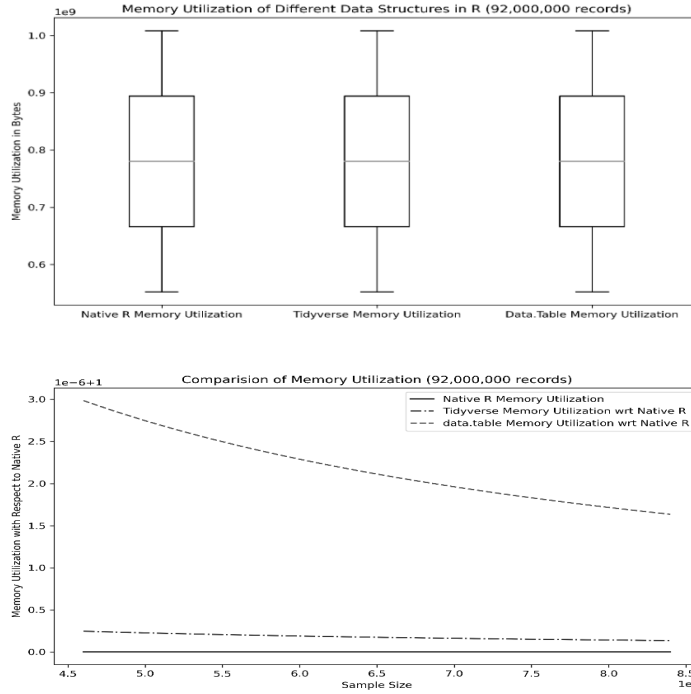 Memory Utilization of Different Data Structures in R (92,000,000 records)
1e9
1.0
0.9
0.8
0.7
0.6
Memory Utilization in Bytes
Native R Memory Utilization
Tidyverse Memory Utilization
Data.Table Memory Utilization
Comparision of Memory Utilization (92,000,000 records)
1e−6+1
3.0
2.5
2.0
1.5
1.0
0.5
0.0
Memory Utilization with Respect to Native R
Native R Memory Utilization
Tidyverse Memory Utilization wrt Native R
data.table Memory Utilization wrt Native R
4.5 5.0 5.5 6.0 6.5 7.0 7.5 8.0 8.5
Sample Size